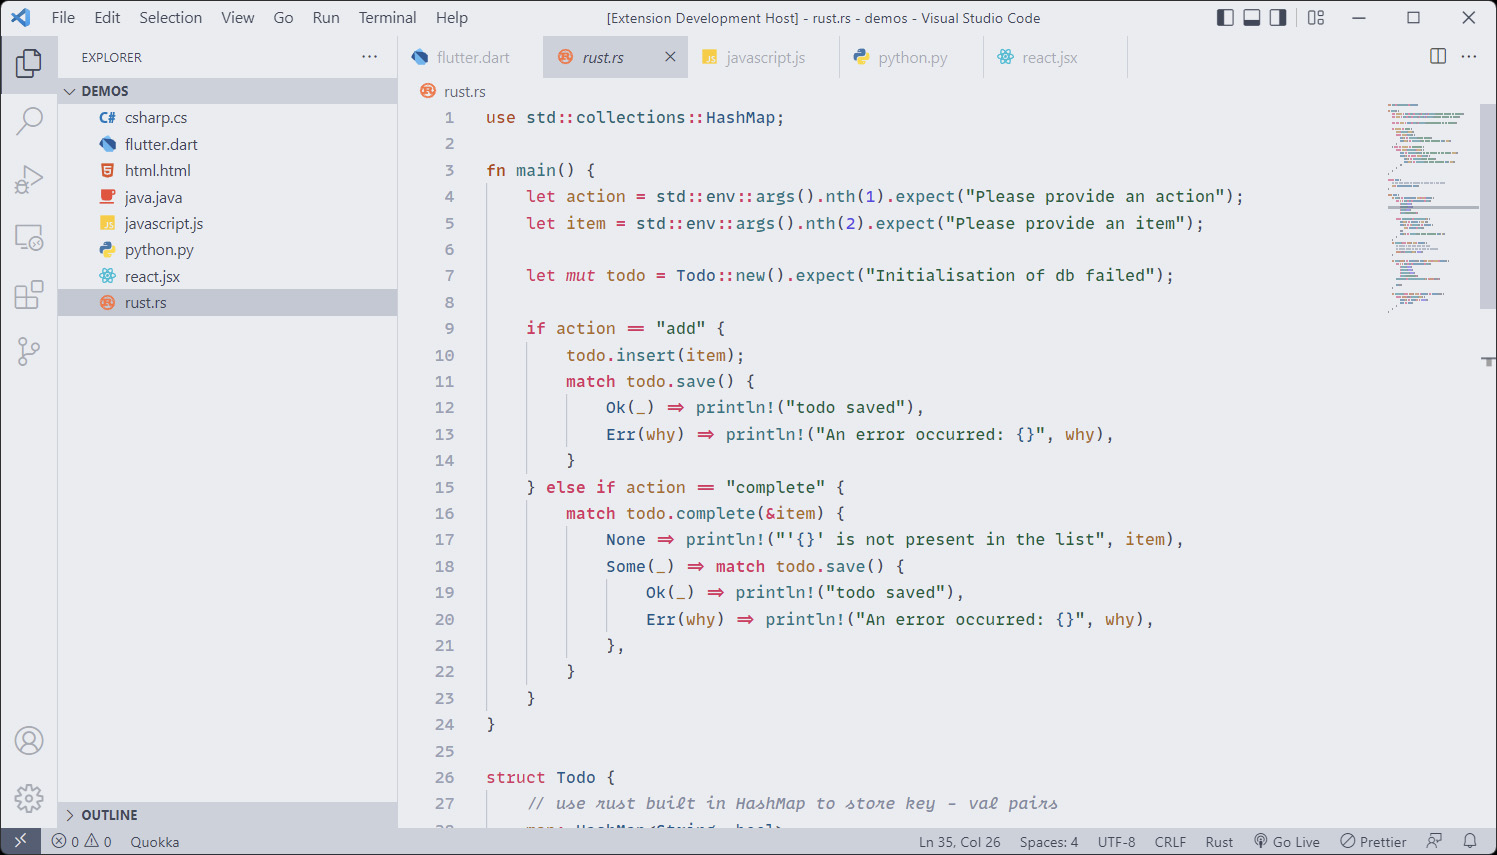 File Edit Selection View Go Run Terminal Help [Extension Development Host] - rust.rs - demos - Visual Studio Code
EXPLORER ···
DEMOS
C# csharp.cs
flutter.dart
html.html
java.java
JS javascript.js
python.py
react.jsx
rust.rs
OUTLINE
flutter.dart rust.rs JS javascript.js python.py react.jsx ···
rust.rs
1 use std::collections::HashMap;
2
3 fn main() {
4 let action = std::env::args().nth(1).expect("Please provide an action");
5 let item = std::env::args().nth(2).expect("Please provide an item");
6
7 let mut todo = Todo::new().expect("Initialisation of db failed");
8
9 if action == "add" {
10 todo.insert(item);
11 match todo.save() {
12 Ok(_) => println!("todo saved"),
13 Err(why) => println!("An error occurred: {}", why),
14 }
15 } else if action == "complete" {
16 match todo.complete(&item) {
17 None => println!("'{}' is not present in the list", item),
18 Some(_) => match todo.save() {
19 Ok(_) => println!("todo saved"),
20 Err(why) => println!("An error occurred: {}", why),
21 },
22 }
23 }
24 }
25
26 struct Todo {
27 // use rust built in HashMap to store key - val pairs
0 0 Quokka Ln 35, Col 26 Spaces: 4 UTF-8 CRLF Rust Go Live Prettier